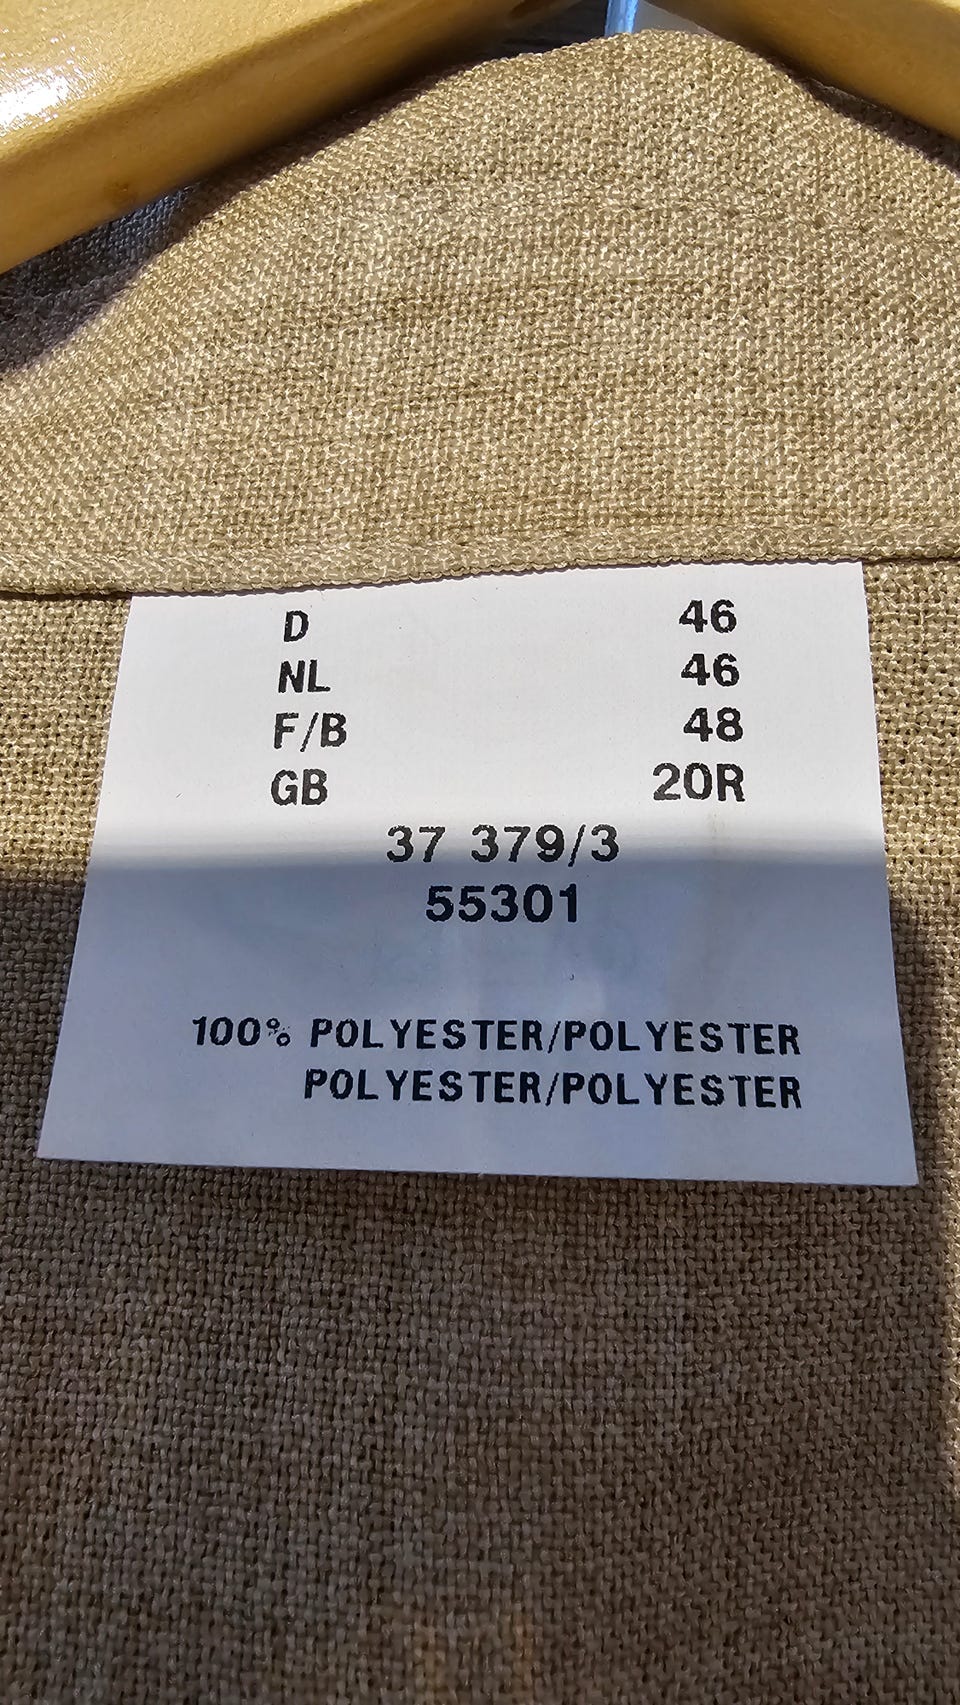 D 46
NL 46
F/B 48
GB 20R
37 379/3
55301
100% POLYESTER/POLYESTER
POLYESTER/POLYESTER